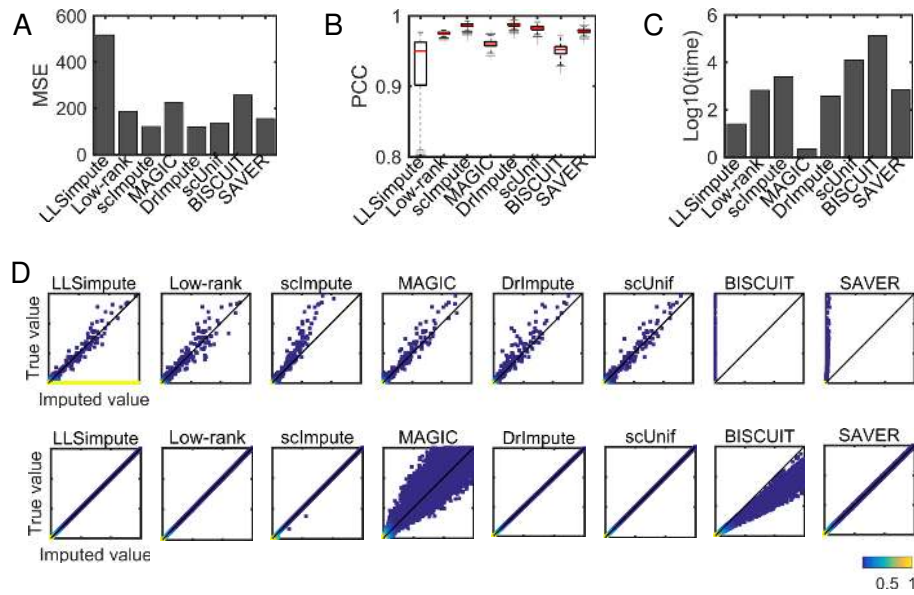 A
MSE
600
400
200
0
LLSimpute
Low-rank
scImpute
MAGIC
DrImpute
scUnif
BISCUIT
SAVER
B
PCC
1
0.9
0.8
LLSimpute
Low-rank
scImpute
MAGIC
DrImpute
scUnif
BISCUIT
SAVER
C
Log10(time)
6
4
2
0
LLSimpute
Low-rank
scImpute
MAGIC
DrImpute
scUnif
BISCUIT
SAVER
D
LLSimpute Low-rank scImpute MAGIC DrImpute scUnif BISCUIT SAVER
True value
Imputed value
LLSimpute Low-rank scImpute MAGIC DrImpute scUnif BISCUIT SAVER
True value
Imputed value
0.5 1